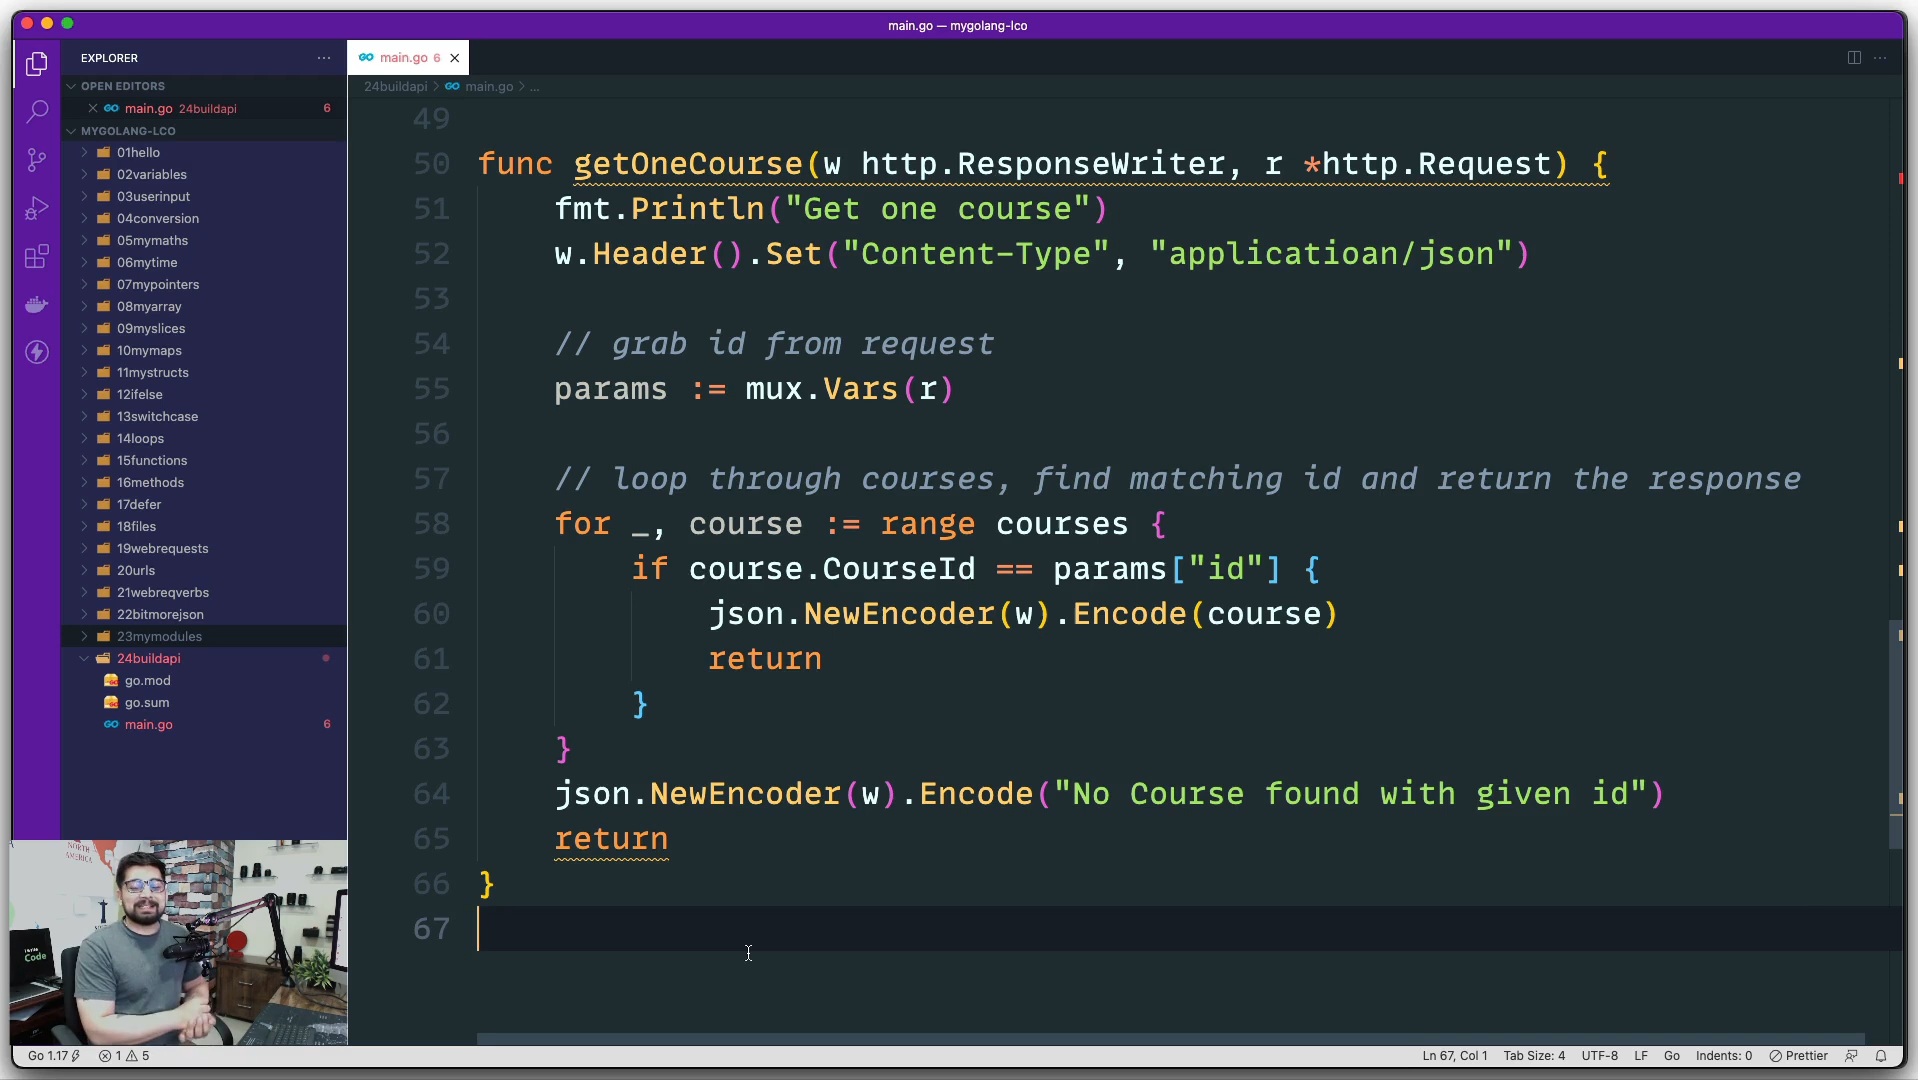 main.go — mygolang-lco
EXPLORER
main.go 6
OPEN EDITORS
24buildapi > main.go > ...
main.go 24buildapi 6
MYGOLANG-LCO
01hello
02variables
03userinput
04conversion
05mymaths
06mytime
07mypointers
08myarray
09myslices
10mymaps
11mystructs
12ifelse
13switchcase
14loops
15functions
16methods
17defer
18files
19webrequests
20urls
21webreqverbs
22bitmorejson
23mymodules
24buildapi
go.mod
go.sum
main.go 6
49
50 func getOneCourse(w http.ResponseWriter, r *http.Request) {
51 fmt.Println("Get one course")
52 w.Header().Set("Content-Type", "applicatioan/json")
53
54 // grab id from request
55 params := mux.Vars(r)
56
57 // loop through courses, find matching id and return the response
58 for _, course := range courses {
59 if course.CourseId == params["id"] {
60 json.NewEncoder(w).Encode(course)
61 return
62 }
63 }
64 json.NewEncoder(w).Encode("No Course found with given id")
65 return
66 }
67
NORTH
AMERICA
Code
Go 1.17
1 5
Ln 67, Col 1
Tab Size: 4
UTF-8
LF
Go
Indents: 0
Prettier